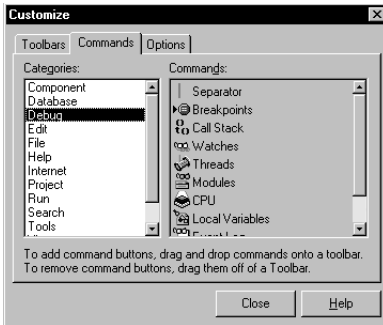 Customize
Toolbars Commands Options
Categories:
Component
Database
Debug
Edit
File
Help
Internet
Project
Run
Search
Tools
Commands:
Separator
Breakpoints
Call Stack
Watches
Threads
Modules
CPU
Local Variables
Event Log
To add command buttons, drag and drop commands onto a toolbar.
To remove command buttons, drag them off of a Toolbar.
Close Help